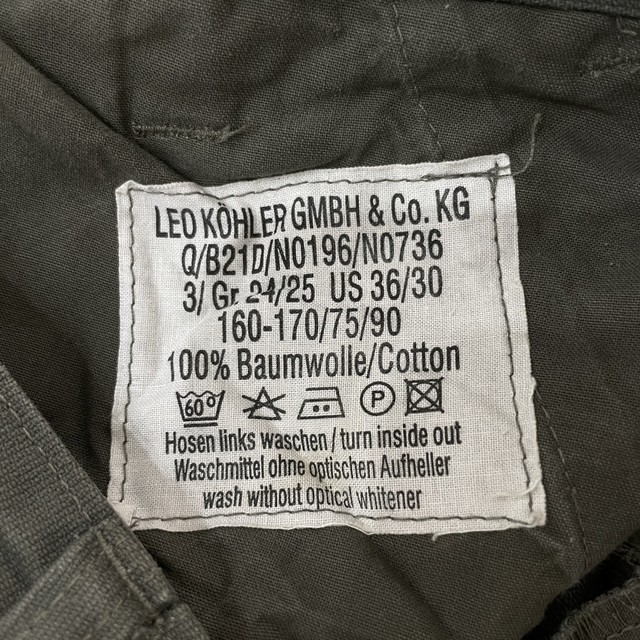 LEO KÖHLER GMBH & Co. KG
Q/B21D/N0196/N0736
3/ Gr. 24/25 US 36/30
160-170/75/90
100% Baumwolle/Cotton
60° P
Hosen links waschen / turn inside out
Waschmittel ohne optischen Aufheller
wash without optical whitener